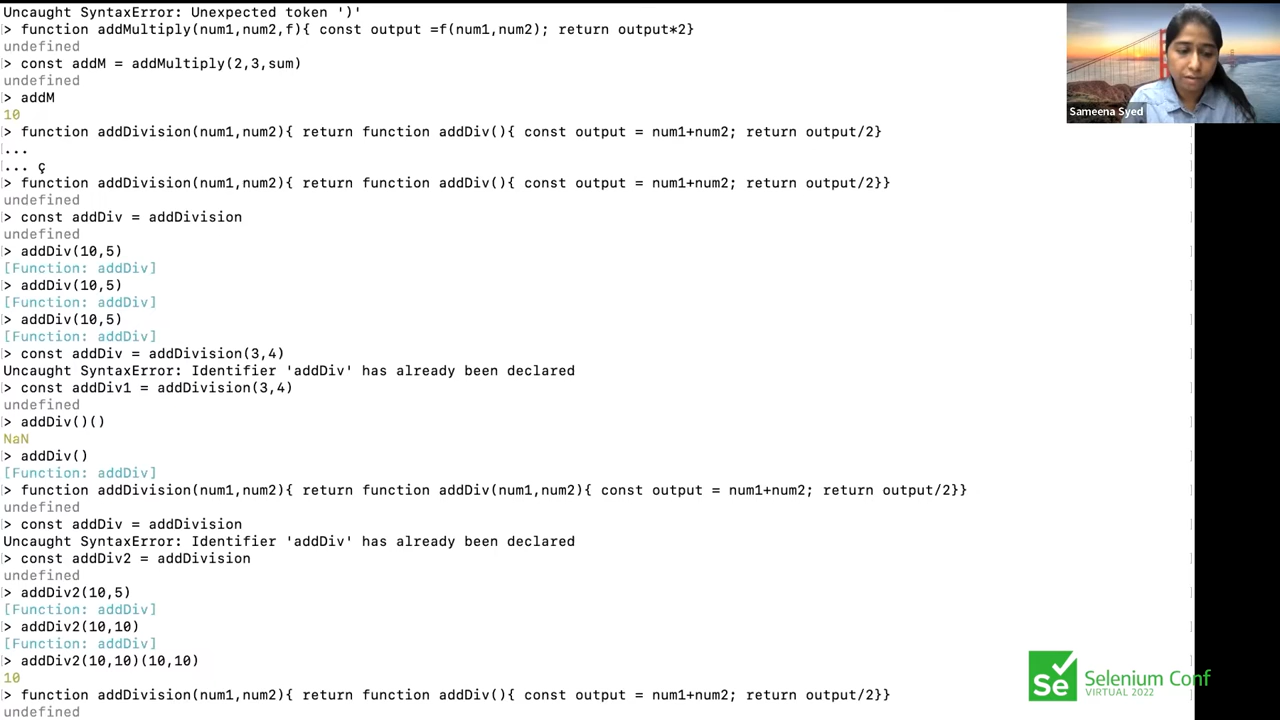 Uncaught SyntaxError: Unexpected token ')'
> function addMultiply(num1,num2,f){ const output =f(num1,num2); return output*2}
undefined
> const addM = addMultiply(2,3,sum)
undefined
> addM
10
> function addDivision(num1,num2){ return function addDiv(){ const output = num1+num2; return output/2}
...
... ç
> function addDivision(num1,num2){ return function addDiv(){ const output = num1+num2; return output/2}}
undefined
> const addDiv = addDivision
undefined
> addDiv(10,5)
[Function: addDiv]
> addDiv(10,5)
[Function: addDiv]
> addDiv(10,5)
[Function: addDiv]
> const addDiv = addDivision(3,4)
Uncaught SyntaxError: Identifier 'addDiv' has already been declared
> const addDiv1 = addDivision(3,4)
undefined
> addDiv()()
NaN
> addDiv()
[Function: addDiv]
> function addDivision(num1,num2){ return function addDiv(num1,num2){ const output = num1+num2; return output/2}}
undefined
> const addDiv = addDivision
Uncaught SyntaxError: Identifier 'addDiv' has already been declared
> const addDiv2 = addDivision
undefined
> addDiv2(10,5)
[Function: addDiv]
> addDiv2(10,10)
[Function: addDiv]
> addDiv2(10,10)(10,10)
10
> function addDivision(num1,num2){ return function addDiv(){ const output = num1+num2; return output/2}}
undefined
Sameena Syed
Se
Selenium Conf
VIRTUAL 2022